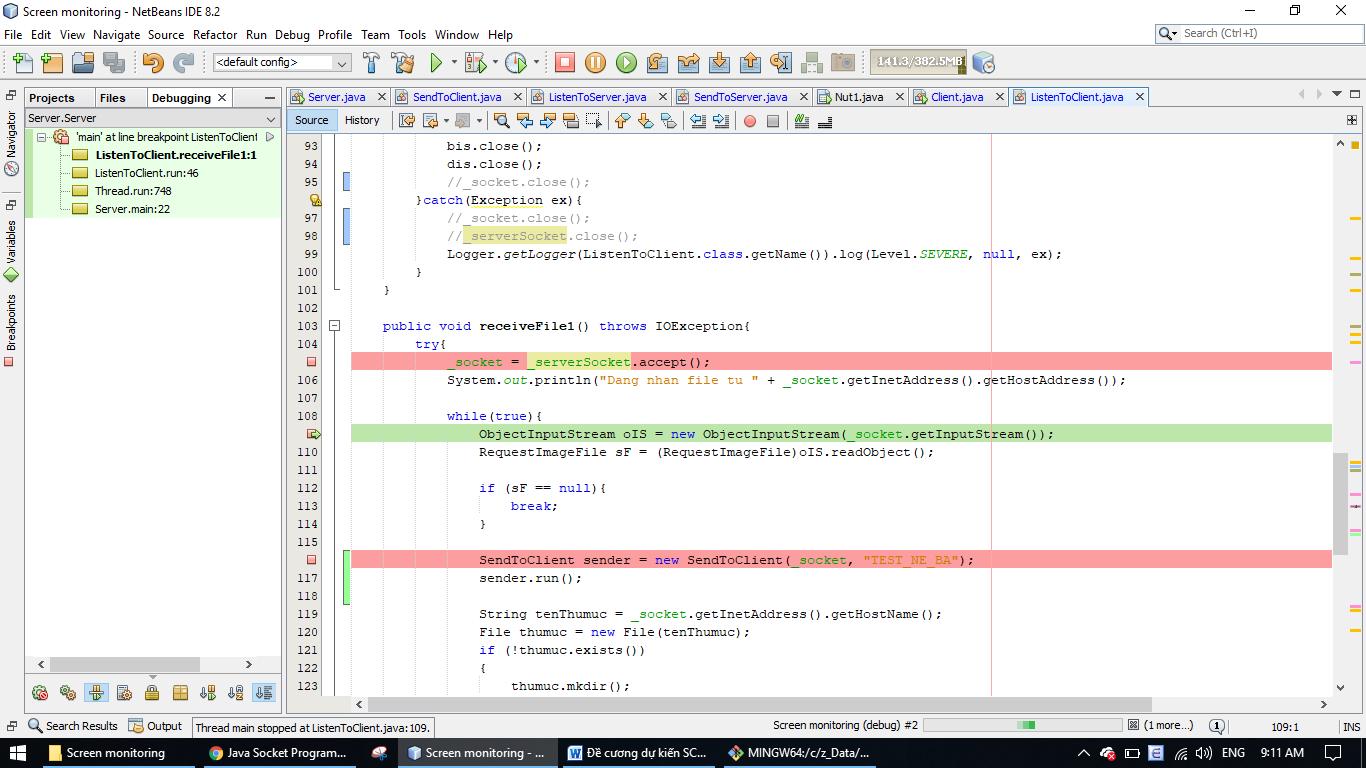 Screen monitoring - NetBeans IDE 8.2
File Edit View Navigate Source Refactor Run Debug Profile Team Tools Window Help
Search (Ctrl+I)
<default config>
141.3/382.5MB
Projects Files Debugging
Server.java SendToClient.java ListenToServer.java SendToServer.java Nut1.java Client.java ListenToClient.java
Server.Server
Source History
Navigator
Variables
Breakpoints
'main' at line breakpoint ListenToClient
ListenToClient.receiveFile1:1
ListenToClient.run:46
Thread.run:748
Server.main:22
93 bis.close();
94 dis.close();
95 //_socket.close();
}catch(Exception ex){
97 //_socket.close();
98 //_serverSocket.close();
99 Logger.getLogger(ListenToClient.class.getName()).log(Level.SEVERE, null, ex);
100 }
101 }
102
103 public void receiveFile1() throws IOException{
104 try{
_socket = _serverSocket.accept();
106 System.out.println("Dang nhan file tu " + _socket.getInetAddress().getHostAddress());
107
108 while(true){
ObjectInputStream oIS = new ObjectInputStream(_socket.getInputStream());
110 RequestImageFile sF = (RequestImageFile)oIS.readObject();
111
112 if (sF == null){
113 break;
114 }
115
SendToClient sender = new SendToClient(_socket, "TEST_NE_BA");
117 sender.run();
118
119 String tenThumuc = _socket.getInetAddress().getHostName();
120 File thumuc = new File(tenThumuc);
121 if (!thumuc.exists())
122 {
123 thumuc.mkdir();
Search Results Output Thread main stopped at ListenToClient.java:109.
Screen monitoring (debug) #2 (1 more...) 1 109:1 INS
Screen monitoring Java Socket Program... Screen monitoring - ... Đề cương dự kiến SC... MINGW64:/c/z_Data/...
ENG 9:11 AM